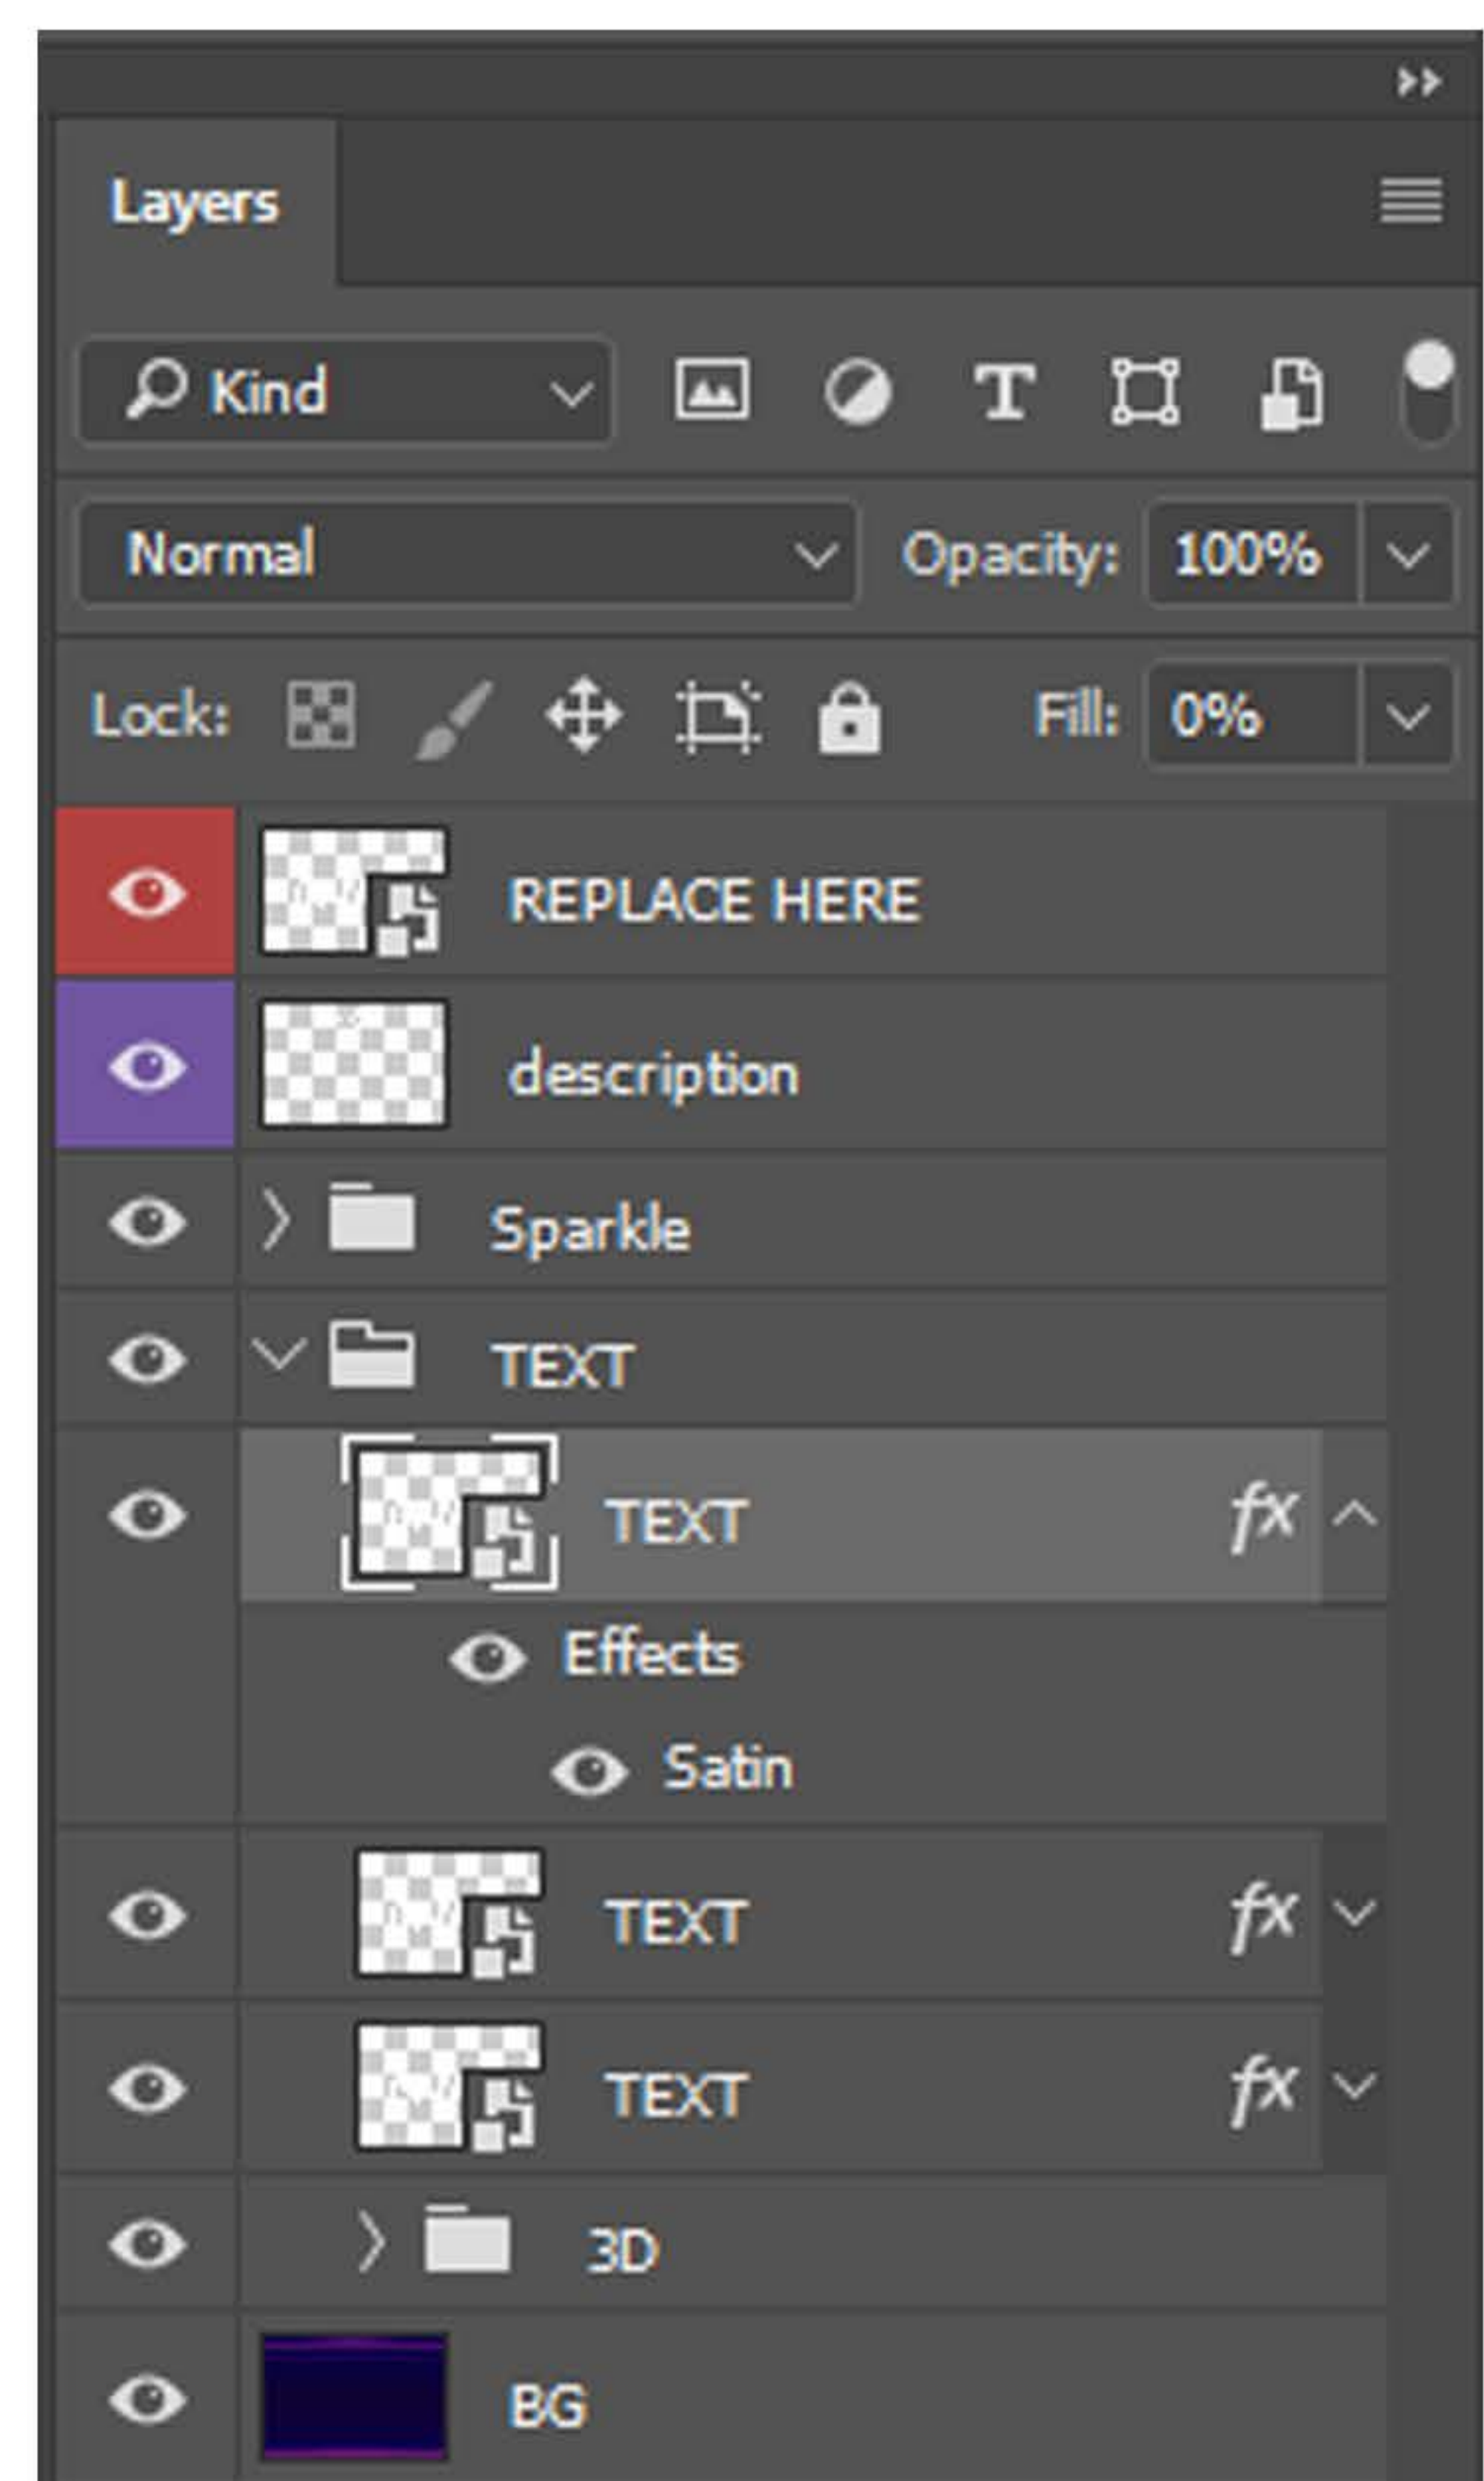 Layers
Kind
Normal Opacity: 100%
Lock: Fill: 0%
REPLACE HERE
description
Sparkle
TEXT
TEXT fx
Effects
Satin
TEXT fx
TEXT fx
3D
BG